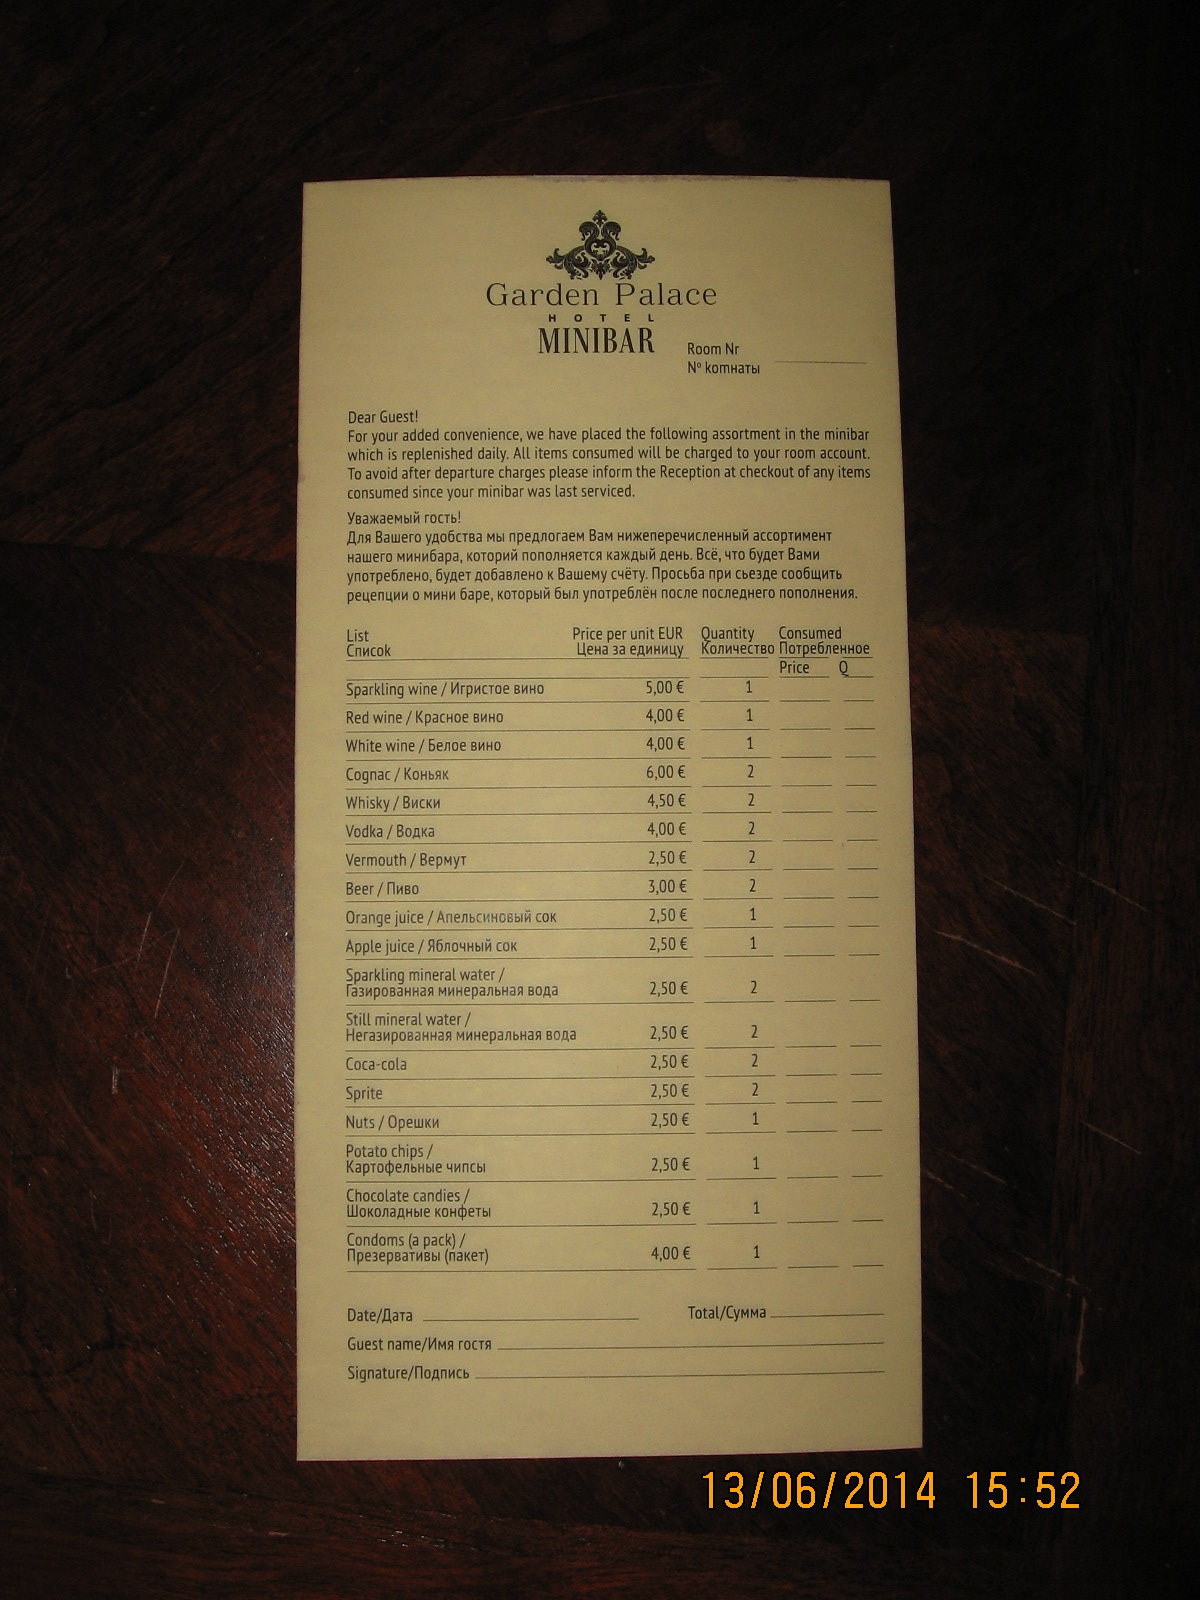 Garden Palace
HOTEL
MINIBAR
Room Nr
Nº комнаты
Dear Guest!
For your added convenience, we have placed the following assortment in the minibar
which is replenished daily. All items consumed will be charged to your room account.
To avoid after departure charges please inform the Reception at checkout of any items
consumed since your minibar was last serviced.
Уважаемый гость!
Для Вашего удобства мы предлогаем Вам нижеперечисленный ассортимент
нашего минибара, которий пополняется каждый день. Всё, что будет Вами
употреблено, будет добавлено к Вашему счёту. Просьба при сьезде сообщить
рецепции о мини баре, который был употреблён после последнего пополнения.
List Price per unit EUR Quantity Consumed
Список Цена за единицу Количество Потребленное
Price Q
Sparkling wine / Игристое вино 5,00 € 1
Red wine / Красное вино 4,00 € 1
White wine / Белое вино 4,00 € 1
Cognac / Коньяк 6,00 € 2
Whisky / Виски 4,50 € 2
Vodka / Водка 4,00 € 2
Vermouth / Вермут 2,50 € 2
Beer / Пиво 3,00 € 2
Orange juice / Апельсиновый сок 2,50 € 1
Apple juice / Яблочный сок 2,50 € 1
Sparkling mineral water /
Газированная минеральная вода 2,50 € 2
Still mineral water /
Негазированная минеральная вода 2,50 € 2
Coca-cola 2,50 € 2
Sprite 2,50 € 2
Nuts / Орешки 2,50 € 1
Potato chips /
Картофельные чипсы 2,50 € 1
Chocolate candies /
Шоколадные конфеты 2,50 € 1
Condoms (a pack) /
Презервативы (пакет) 4,00 € 1
Date/Дата Total/Сумма
Guest name/Имя гостя
Signature/Подпись
13/06/2014 15:52